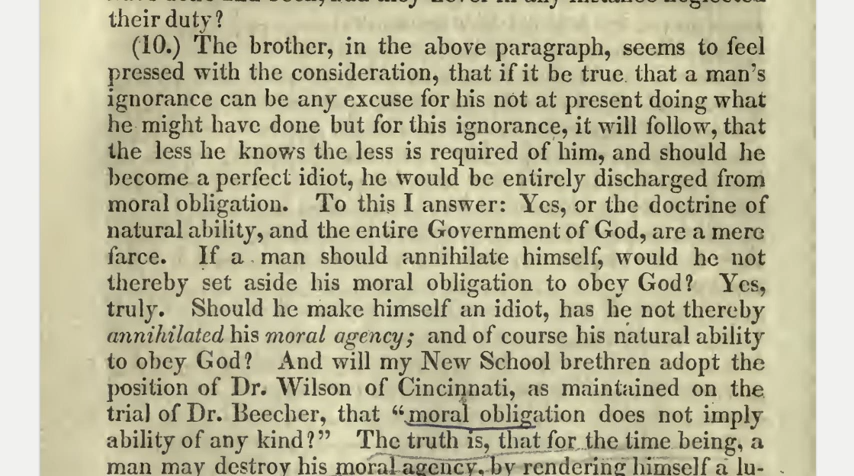 their duty?
(10.) The brother, in the above paragraph, seems to feel
pressed with the consideration, that if it be true that a man's
ignorance can be any excuse for his not at present doing what
he might have done but for this ignorance, it will follow, that
the less he knows the less is required of him, and should he
become a perfect idiot, he would be entirely discharged from
moral obligation. To this I answer: Yes, or the doctrine of
natural ability, and the entire Government of God, are a mere
farce. If a man should annihilate himself, would he not
thereby set aside his moral obligation to obey God? Yes,
truly. Should he make himself an idiot, has he not thereby
annihilated his moral agency; and of course his natural ability
to obey God? And will my New School brethren adopt the
position of Dr. Wilson of Cincinnati, as maintained on the
trial of Dr. Beecher, that "moral obligation does not imply
ability of any kind?" The truth is, that for the time being, a
man may destroy his moral agency, by rendering himself a lu-